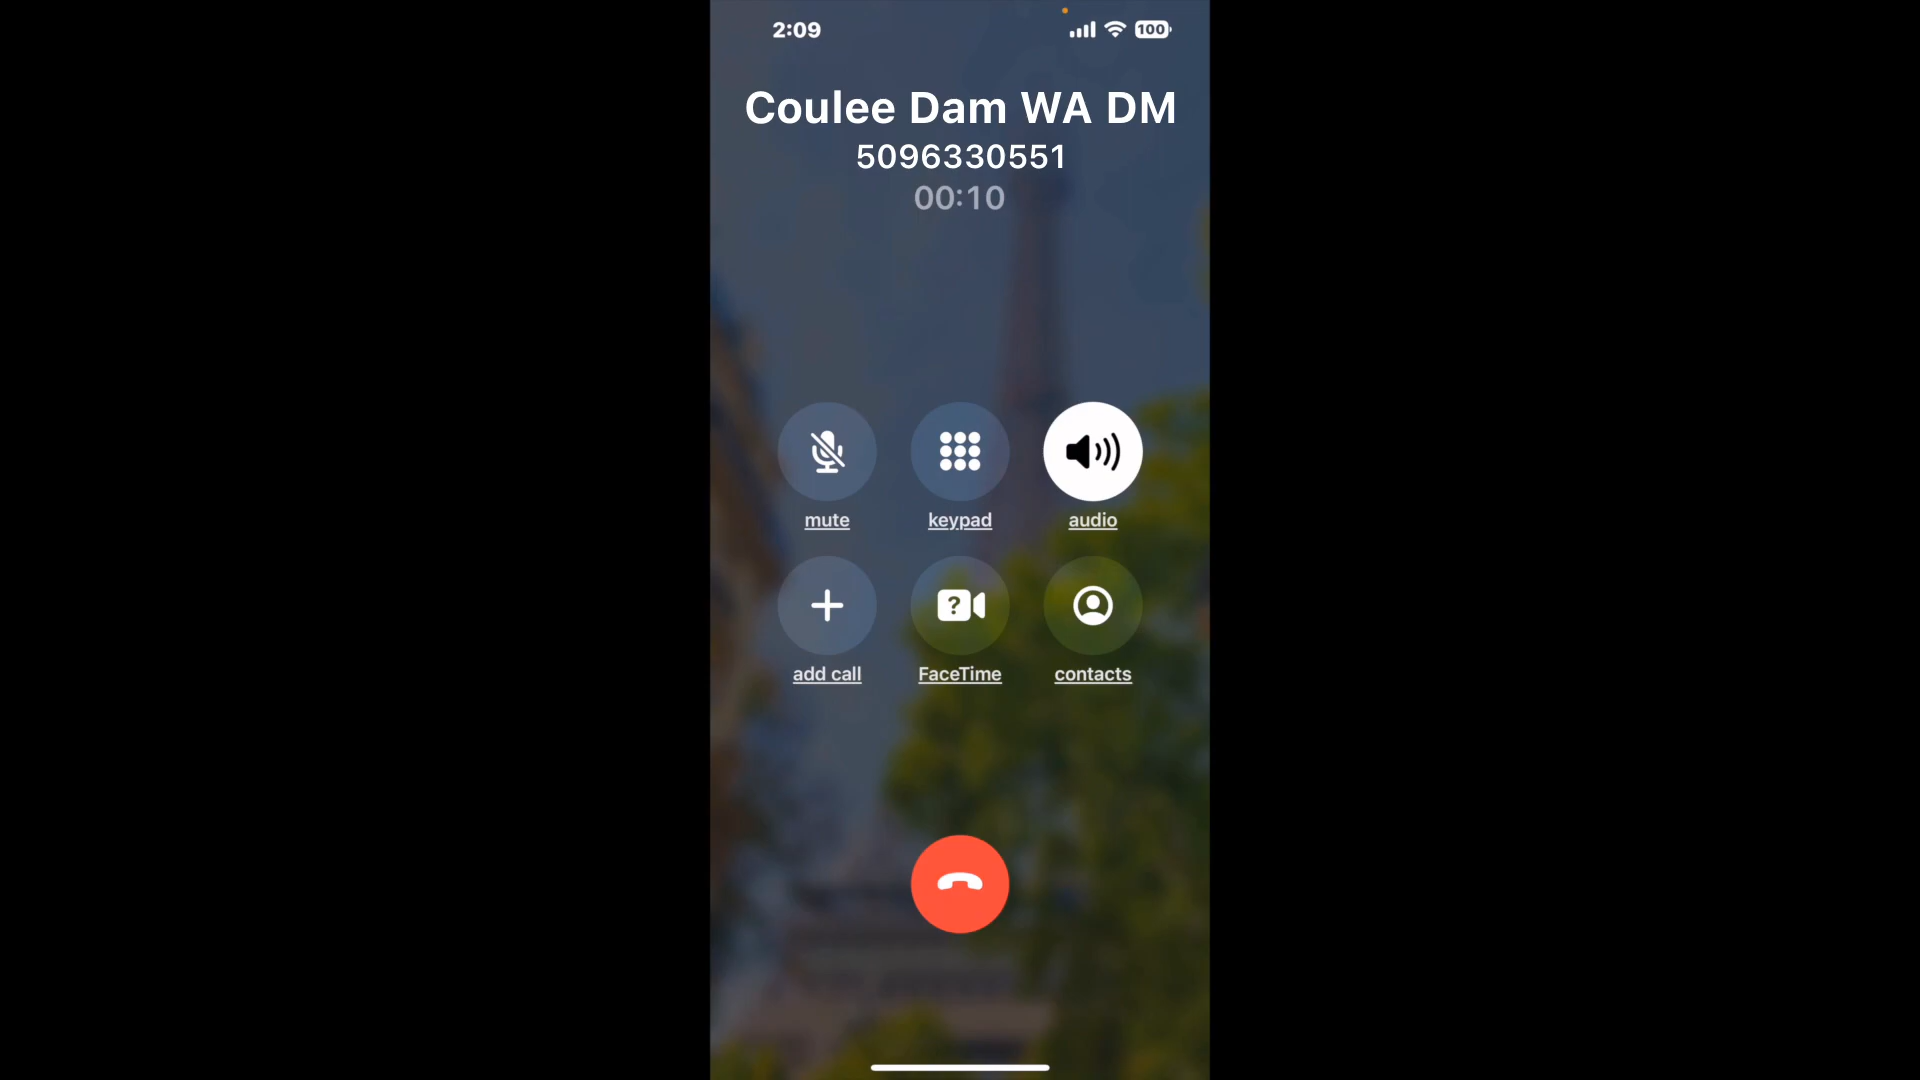 2:09 100
Coulee Dam WA DM
5096330551
00:10
mute keypad audio
?
add call FaceTime contacts